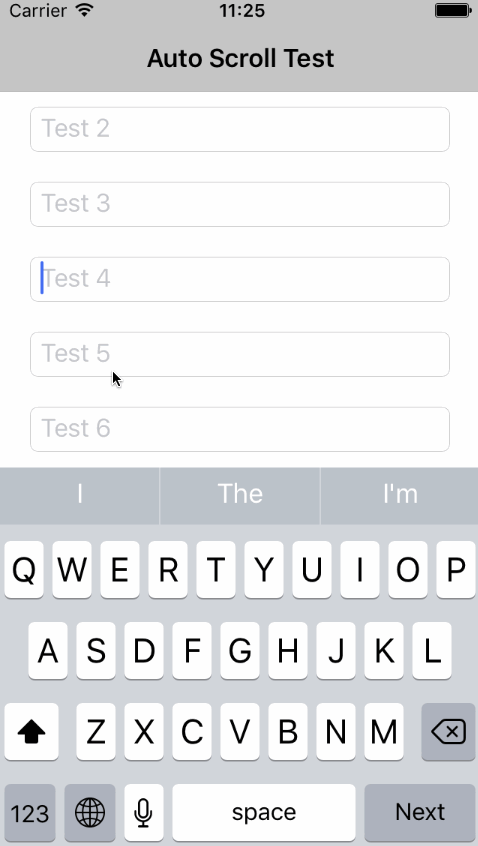 Carrier 11:25
Auto Scroll Test
Test 2
Test 3
Test 4
Test 5
Test 6
I The I'm
Q W E R T Y U I O P
A S D F G H J K L
Z X C V B N M
123 space Next